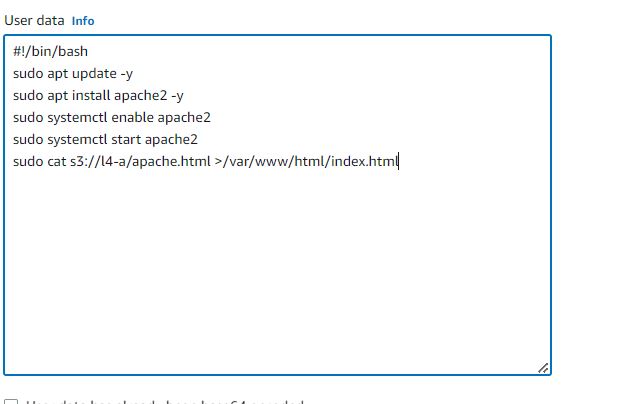 User data Info
#!/bin/bash
sudo apt update -y
sudo apt install apache2 -y
sudo systemctl enable apache2
sudo systemctl start apache2
sudo cat s3://l4-a/apache.html >/var/www/html/index.html